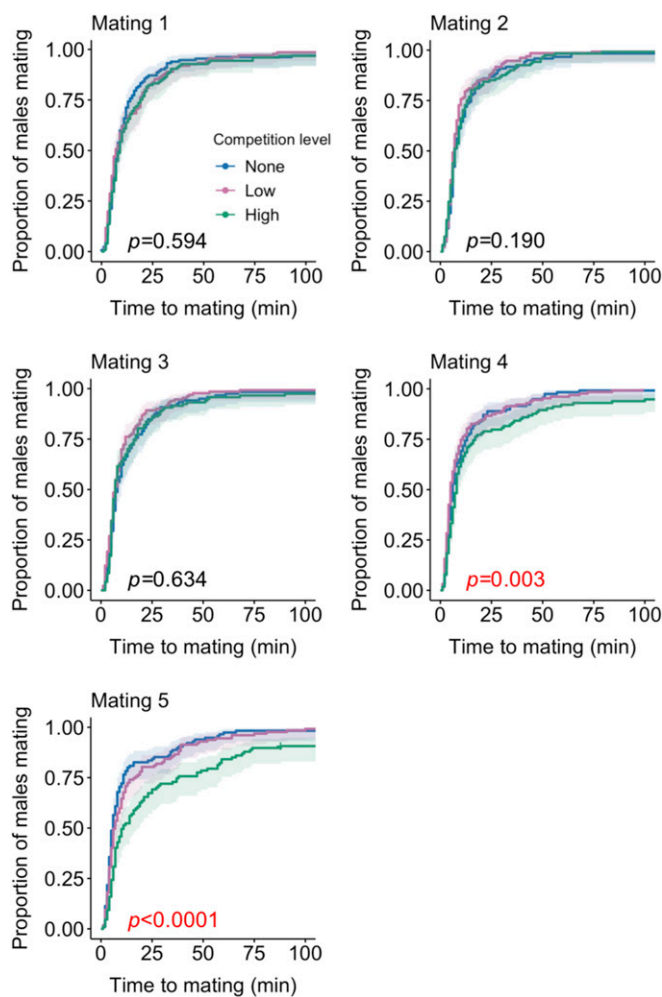 Mating 1
Proportion of males mating
1.00
0.75
0.50
0.25
0.00
Competition level
None
Low
High
p=0.594
0 25 50 75 100
Time to mating (min)
Mating 2
Proportion of males mating
1.00
0.75
0.50
0.25
0.00
p=0.190
0 25 50 75 100
Time to mating (min)
Mating 3
Proportion of males mating
1.00
0.75
0.50
0.25
0.00
p=0.634
0 25 50 75 100
Time to mating (min)
Mating 4
Proportion of males mating
1.00
0.75
0.50
0.25
0.00
p=0.003
0 25 50 75 100
Time to mating (min)
Mating 5
Proportion of males mating
1.00
0.75
0.50
0.25
0.00
p<0.0001
0 25 50 75 100
Time to mating (min)